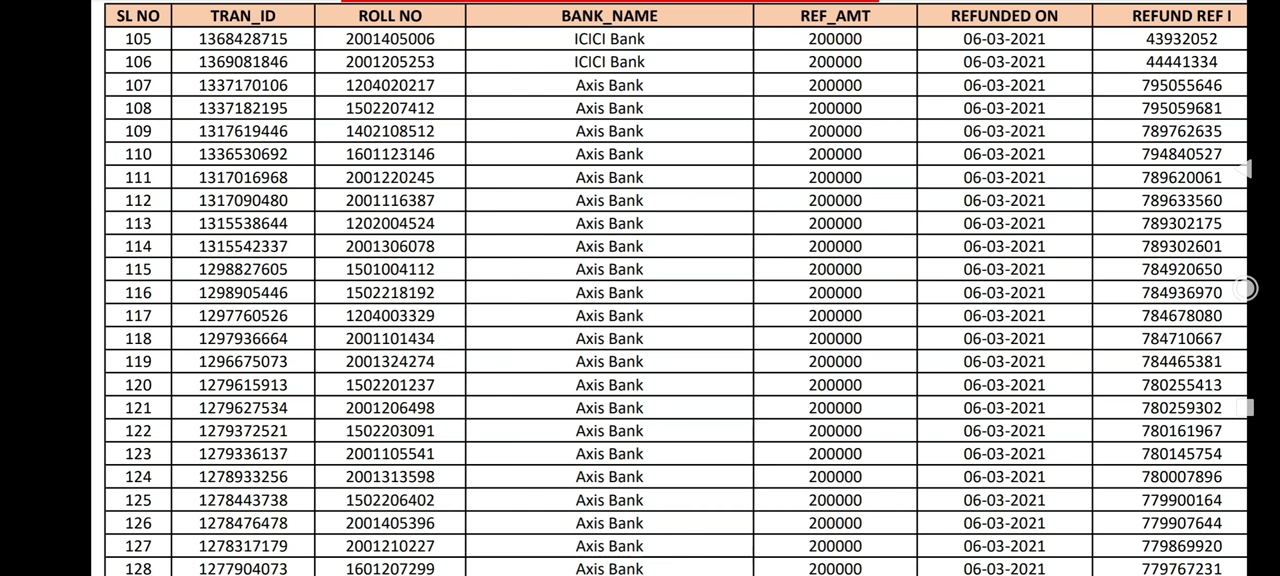 SL NO TRAN_ID ROLL NO BANK_NAME REF_AMT REFUNDED ON REFUND REF I
105 1368428715 2001405006 ICICI Bank 200000 06-03-2021 43932052
106 1369081846 2001205253 ICICI Bank 200000 06-03-2021 44441334
107 1337170106 1204020217 Axis Bank 200000 06-03-2021 795055646
108 1337182195 1502207412 Axis Bank 200000 06-03-2021 795059681
109 1317619446 1402108512 Axis Bank 200000 06-03-2021 789762635
110 1336530692 1601123146 Axis Bank 200000 06-03-2021 794840527
111 1317016968 2001220245 Axis Bank 200000 06-03-2021 789620061
112 1317090480 2001116387 Axis Bank 200000 06-03-2021 789633560
113 1315538644 1202004524 Axis Bank 200000 06-03-2021 789302175
114 1315542337 2001306078 Axis Bank 200000 06-03-2021 789302601
115 1298827605 1501004112 Axis Bank 200000 06-03-2021 784920650
116 1298905446 1502218192 Axis Bank 200000 06-03-2021 784936970
117 1297760526 1204003329 Axis Bank 200000 06-03-2021 784678080
118 1297936664 2001101434 Axis Bank 200000 06-03-2021 784710667
119 1296675073 2001324274 Axis Bank 200000 06-03-2021 784465381
120 1279615913 1502201237 Axis Bank 200000 06-03-2021 780255413
121 1279627534 2001206498 Axis Bank 200000 06-03-2021 780259302
122 1279372521 1502203091 Axis Bank 200000 06-03-2021 780161967
123 1279336137 2001105541 Axis Bank 200000 06-03-2021 780145754
124 1278933256 2001313598 Axis Bank 200000 06-03-2021 780007896
125 1278443738 1502206402 Axis Bank 200000 06-03-2021 779900164
126 1278476478 2001405396 Axis Bank 200000 06-03-2021 779907644
127 1278317179 2001210227 Axis Bank 200000 06-03-2021 779869920
128 1277904073 1601207299 Axis Bank 200000 06-03-2021 779767231